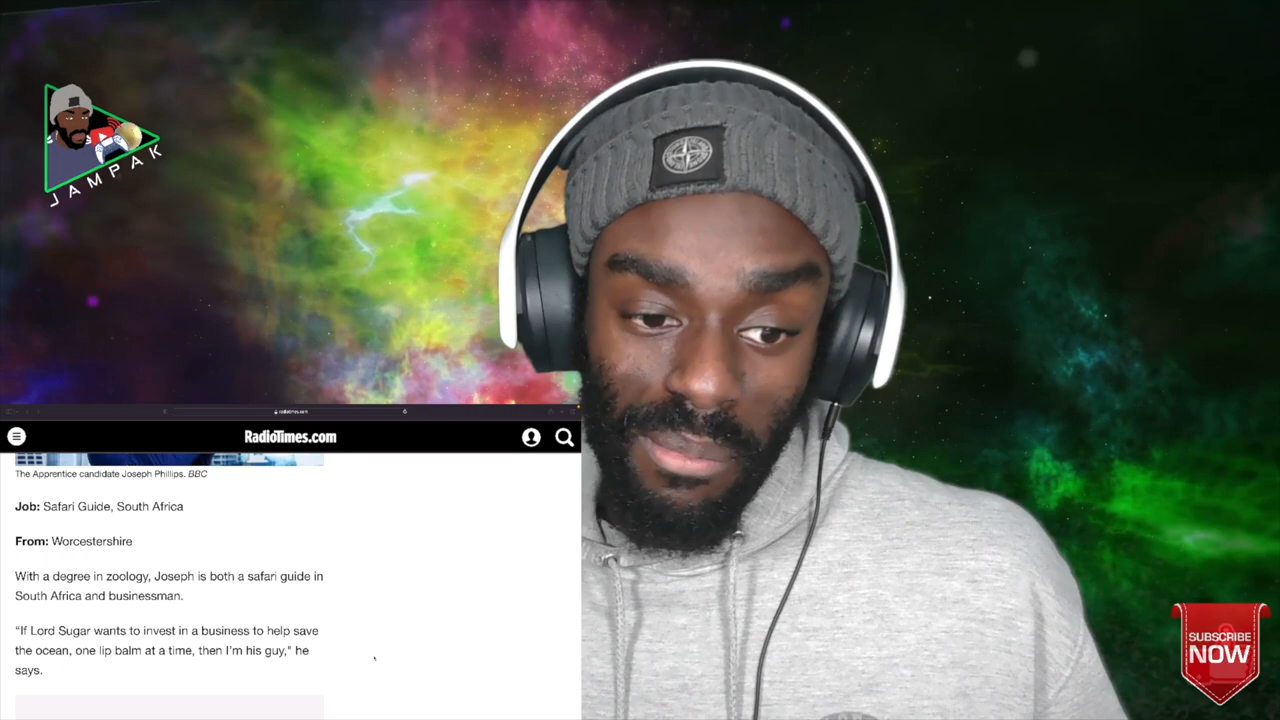 JAMPAK
radiotimes.com
RadioTimes.com
The Apprentice candidate Joseph Phillips. BBC
Job: Safari Guide, South Africa
From: Worcestershire
With a degree in zoology, Joseph is both a safari guide in
South Africa and businessman.
“If Lord Sugar wants to invest in a business to help save
the ocean, one lip balm at a time, then I’m his guy," he
says.
SUBSCRIBE
NOW